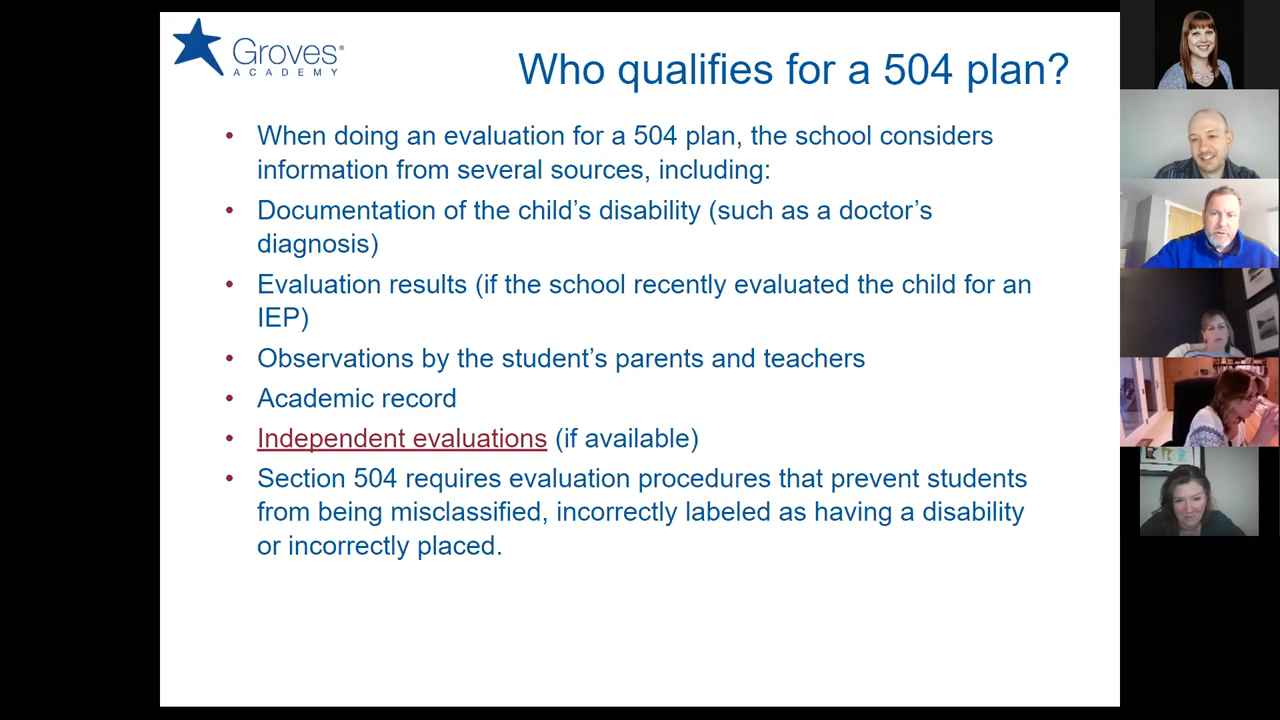 Groves®
ACADEMY
Who qualifies for a 504 plan?
• When doing an evaluation for a 504 plan, the school considers
information from several sources, including:
• Documentation of the child’s disability (such as a doctor’s
diagnosis)
• Evaluation results (if the school recently evaluated the child for an
IEP)
• Observations by the student’s parents and teachers
• Academic record
• Independent evaluations (if available)
• Section 504 requires evaluation procedures that prevent students
from being misclassified, incorrectly labeled as having a disability
or incorrectly placed.